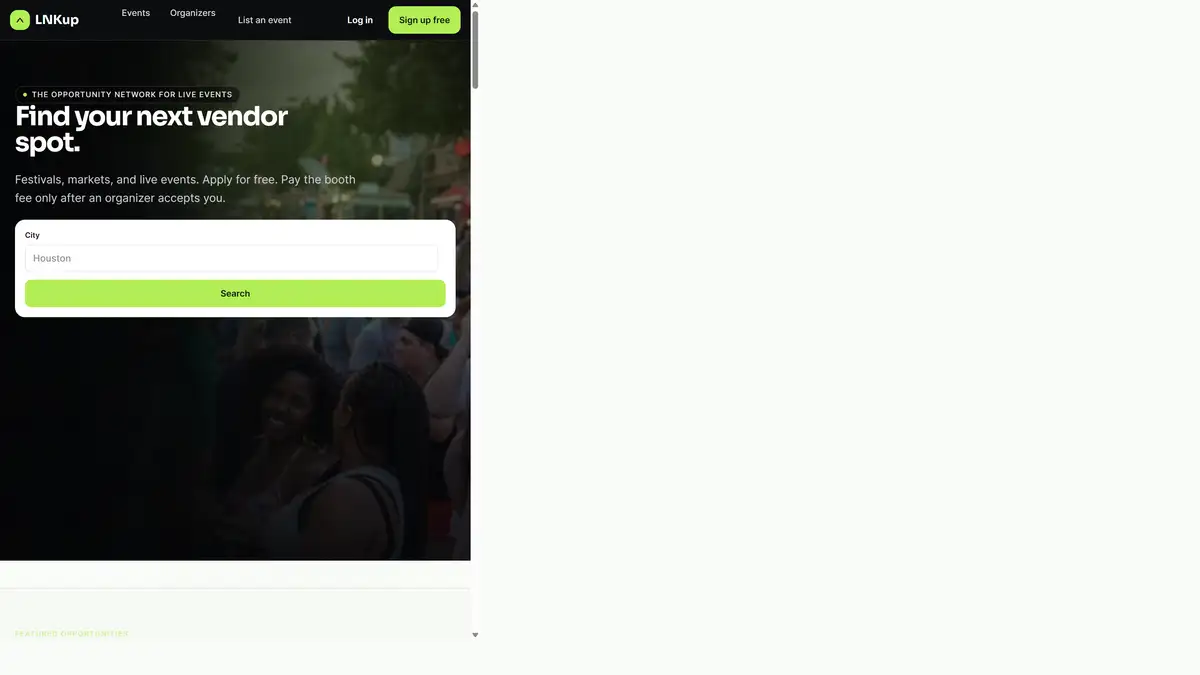 LNKup
Events
Organizers
List an event
Log in
Sign up free
THE OPPORTUNITY NETWORK FOR LIVE EVENTS
Find your next vendor
spot.
Festivals, markets, and live events. Apply for free. Pay the booth
fee only after an organizer accepts you.
City
Houston
Search
FEATURED OPPORTUNITIES